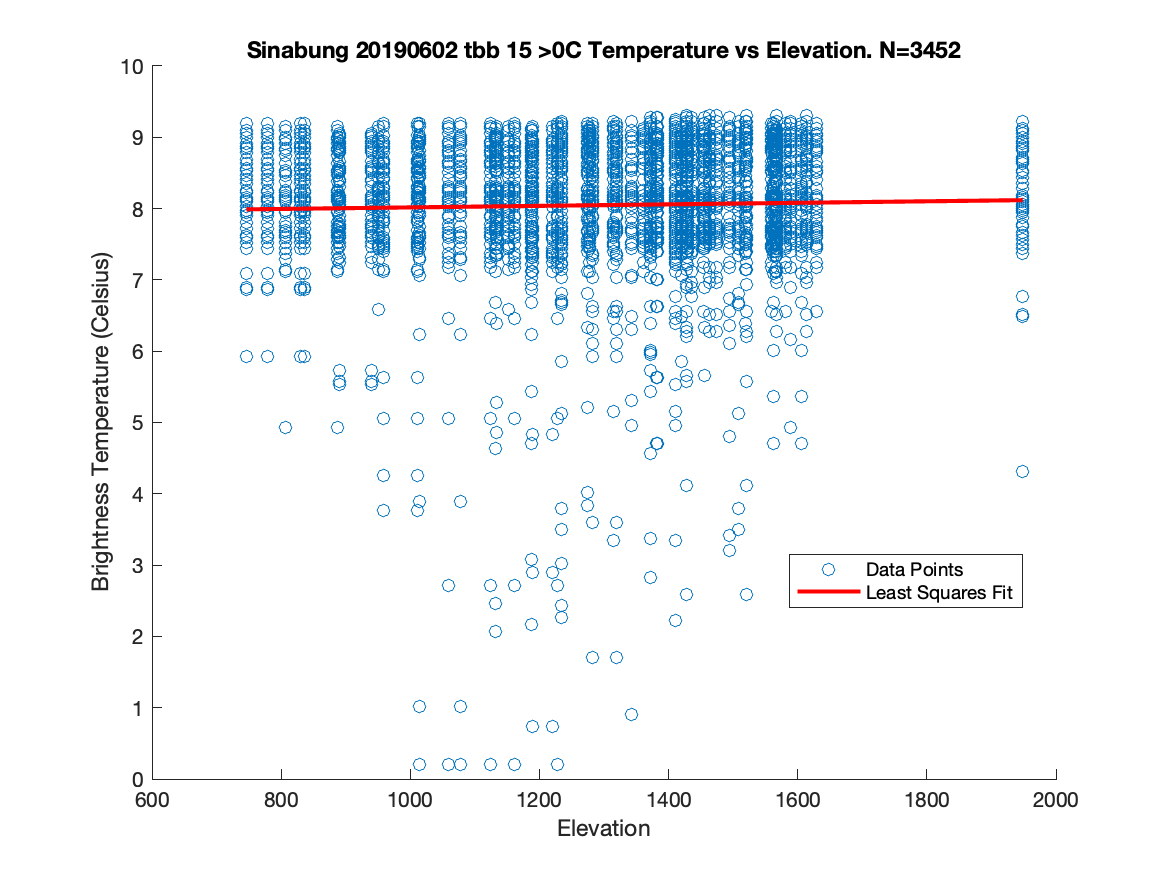 Sinabung 20190602 tbb 15 >0C Temperature vs Elevation. N=3452
10
9
8
7
6
5
4
3
2
1
0
Brightness Temperature (Celsius)
Data Points
Least Squares Fit
600 800 1000 1200 1400 1600 1800 2000
Elevation